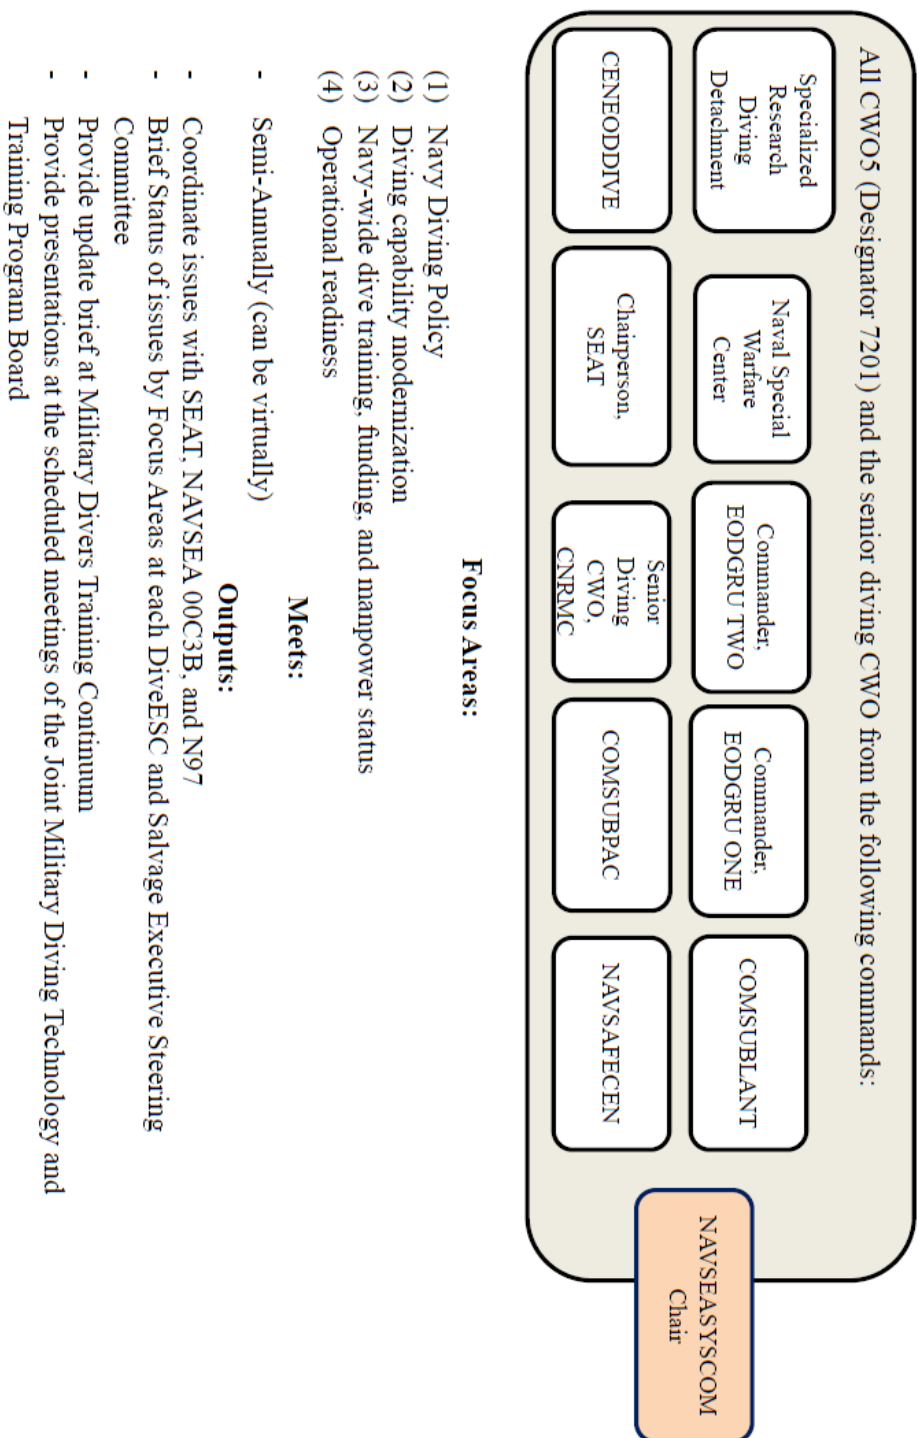 All CWO5 (Designator 7201) and the senior diving CWO from the following commands:
Specialized
Research
Diving
Detachment
Naval Special
Warfare
Center
Commander,
EODGRU TWO
Commander,
EODGRU ONE
COMSUBLANT
NAVSEASYSCOM
Chair
CENEODDIVE
Chairperson,
SEAT
Senior
Diving
CWO,
CNRMC
COMSUBPAC
NAVSAFECEN
Focus Areas:
(1) Navy Diving Policy
(2) Diving capability modernization
(3) Navy-wide dive training, funding, and manpower status
(4) Operational readiness
Meets:
- Semi-Annually (can be virtually)
Outputs:
- Coordinate issues with SEAT, NAVSEA 00C3B, and N97
- Brief Status of issues by Focus Areas at each DiveESC and Salvage Executive Steering
Committee
- Provide update brief at Military Divers Training Continuum
- Provide presentations at the scheduled meetings of the Joint Military Diving Technology and
Training Program Board